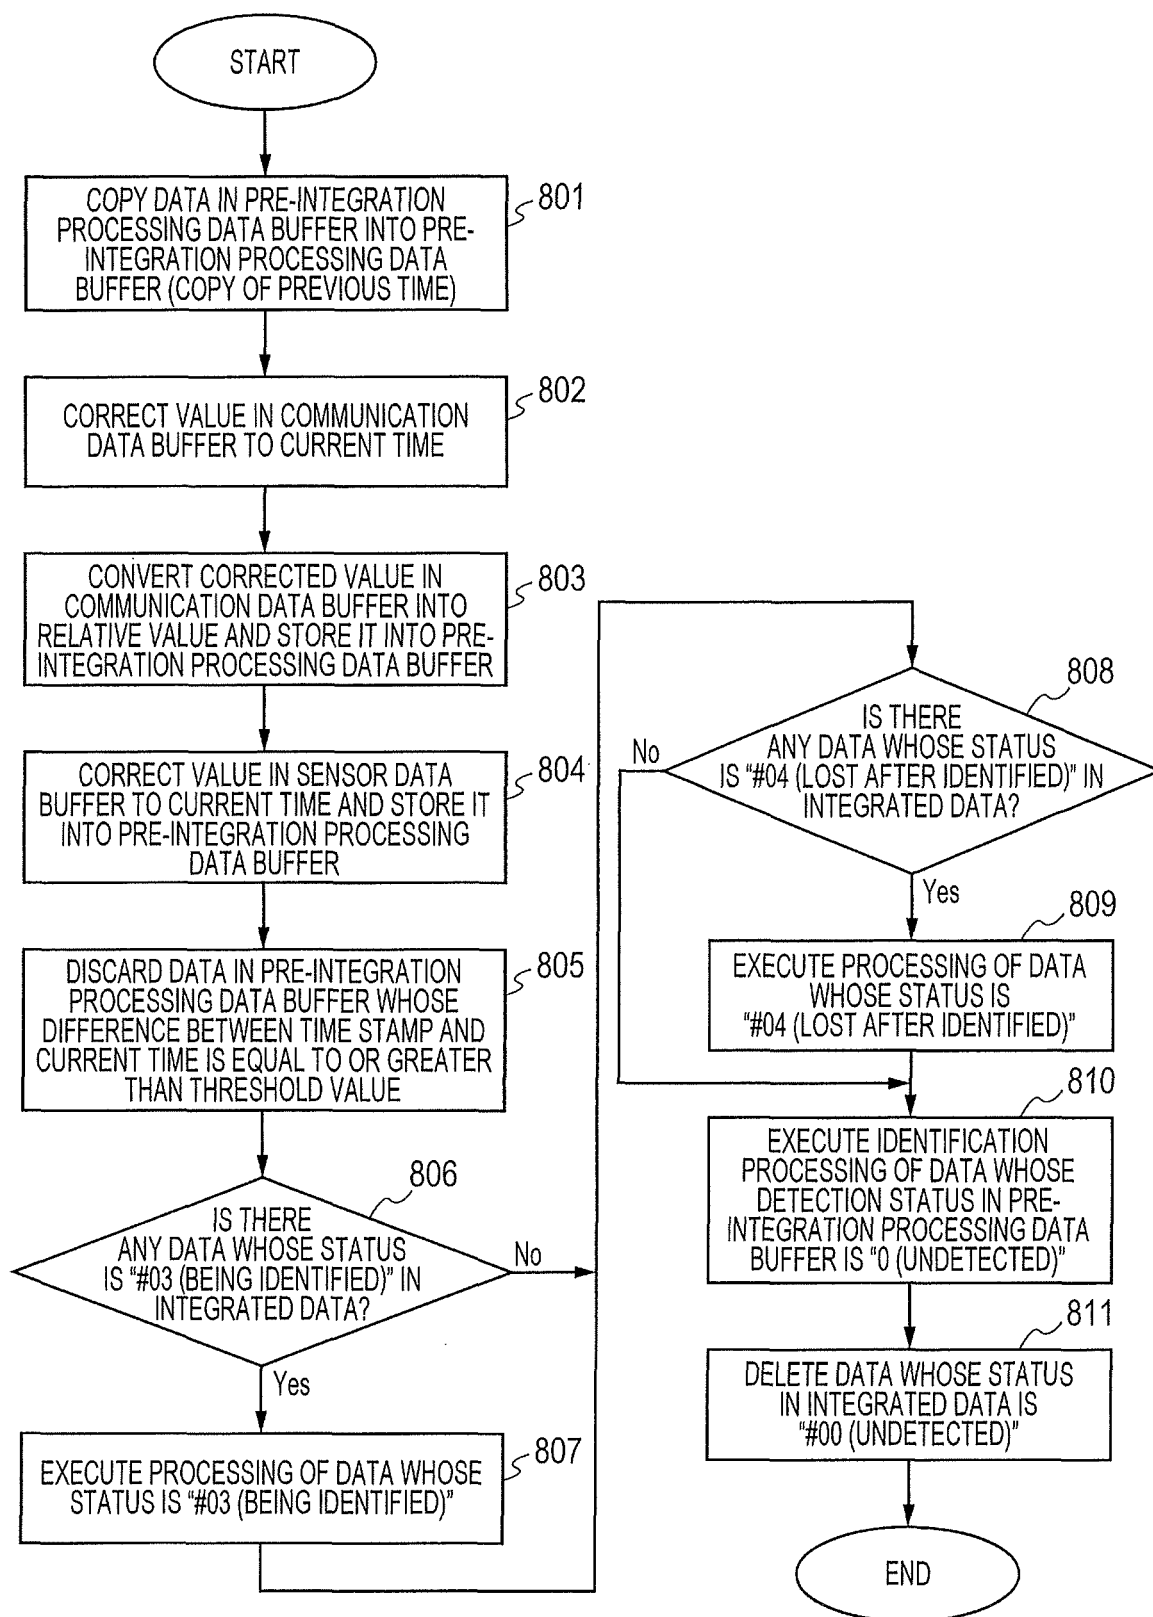 START
COPY DATA IN PRE-INTEGRATION
PROCESSING DATA BUFFER INTO PRE-
INTEGRATION PROCESSING DATA
BUFFER (COPY OF PREVIOUS TIME)
801
CORRECT VALUE IN COMMUNICATION
DATA BUFFER TO CURRENT TIME
802
CONVERT CORRECTED VALUE IN
COMMUNICATION DATA BUFFER INTO
RELATIVE VALUE AND STORE IT INTO PRE-
INTEGRATION PROCESSING DATA BUFFER
803
CORRECT VALUE IN SENSOR DATA
BUFFER TO CURRENT TIME AND STORE IT
INTO PRE-INTEGRATION PROCESSING
DATA BUFFER
804
DISCARD DATA IN PRE-INTEGRATION
PROCESSING DATA BUFFER WHOSE
DIFFERENCE BETWEEN TIME STAMP AND
CURRENT TIME IS EQUAL TO OR GREATER
THAN THRESHOLD VALUE
805
806
IS THERE
ANY DATA WHOSE STATUS
IS “#03 (BEING IDENTIFIED)” IN
INTEGRATED DATA?
No
Yes
EXECUTE PROCESSING OF DATA WHOSE
STATUS IS “#03 (BEING IDENTIFIED)”
807
808
IS THERE
ANY DATA WHOSE STATUS
IS “#04 (LOST AFTER IDENTIFIED)” IN
INTEGRATED DATA?
No
Yes
809
EXECUTE PROCESSING OF DATA
WHOSE STATUS IS
“#04 (LOST AFTER IDENTIFIED)”
810
EXECUTE IDENTIFICATION
PROCESSING OF DATA WHOSE
DETECTION STATUS IN PRE-
INTEGRATION PROCESSING DATA
BUFFER IS “0 (UNDETECTED)”
811
DELETE DATA WHOSE STATUS
IN INTEGRATED DATA IS
“#00 (UNDETECTED)”
END